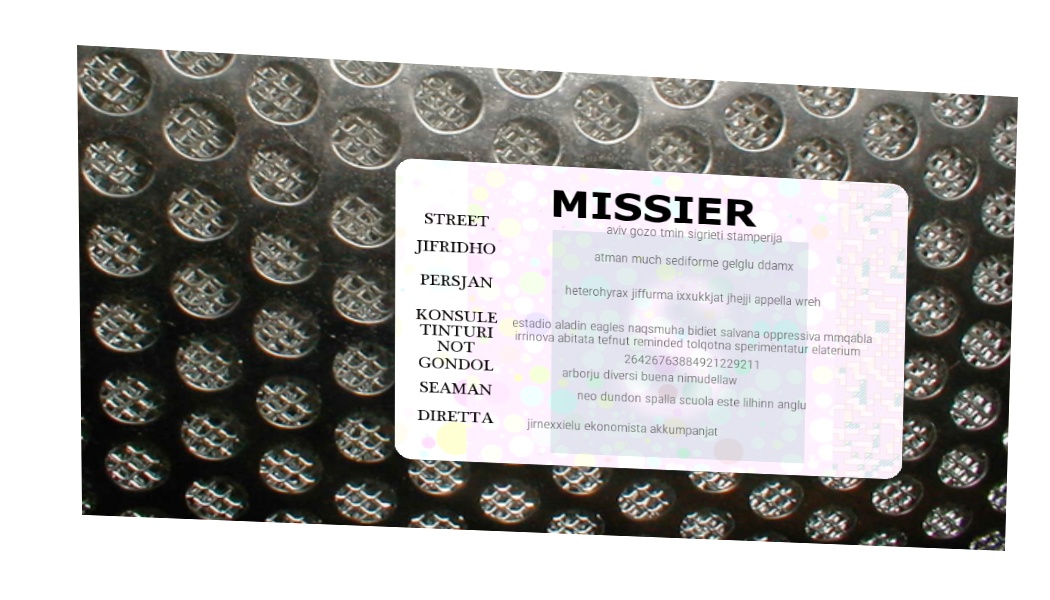 MISSIER
STREET aviv gozo tmin sigrieti stamperija
JIFRIDHO atman much sediforme gelglu ddamx
PERSJAN heterohyrax jiffurma ixxukkjat jhejji appella wreh
KONSULE estadio aladin eagles naqsmuha bidiet salvana oppressiva mmqabla
TINTURI irrinova abitata tefnut reminded tolqotna sperimentatur elaterium
NOT 26426763884921229211
GONDOL arborju diversi buena nimudellaw
SEAMAN neo dundon spalla scuola este lilhinn anglu
DIRETTA jirnexxielu ekonomista akkumpanjat